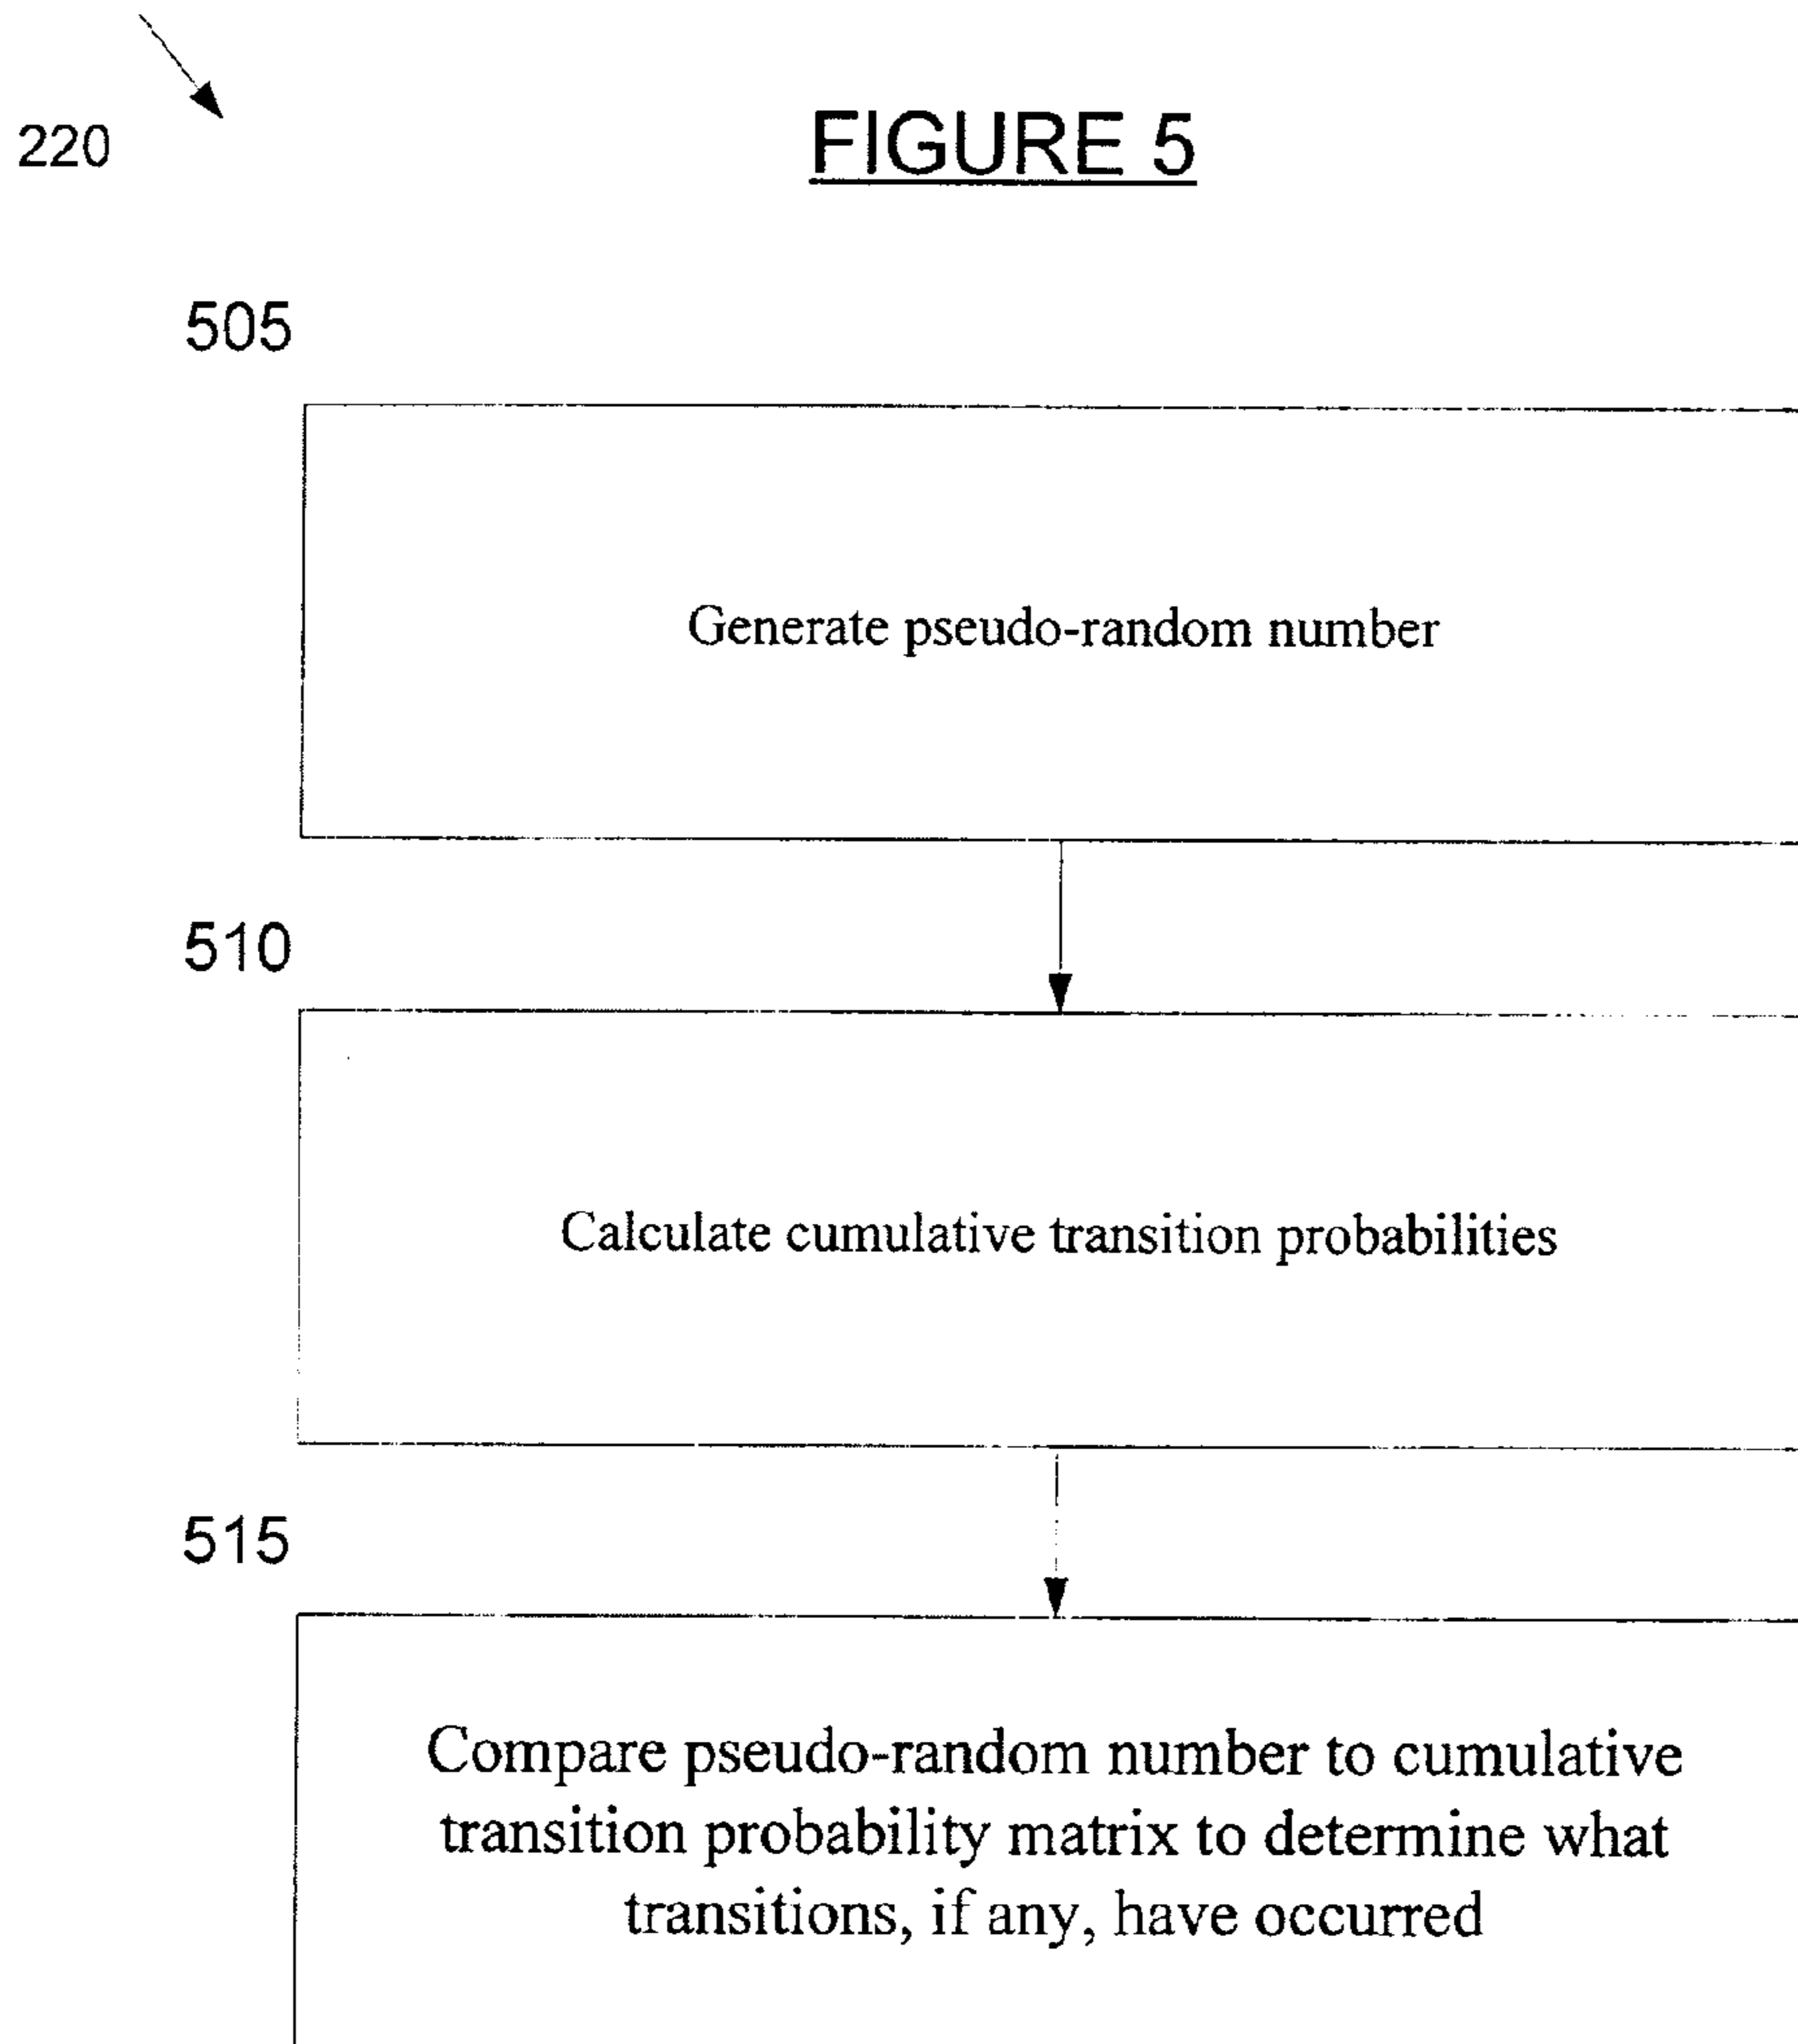 220
FIGURE 5
505
Generate pseudo-random number
510
Calculate cumulative transition probabilities
515
Compare pseudo-random number to cumulative
transition probability matrix to determine what
transitions, if any, have occurred